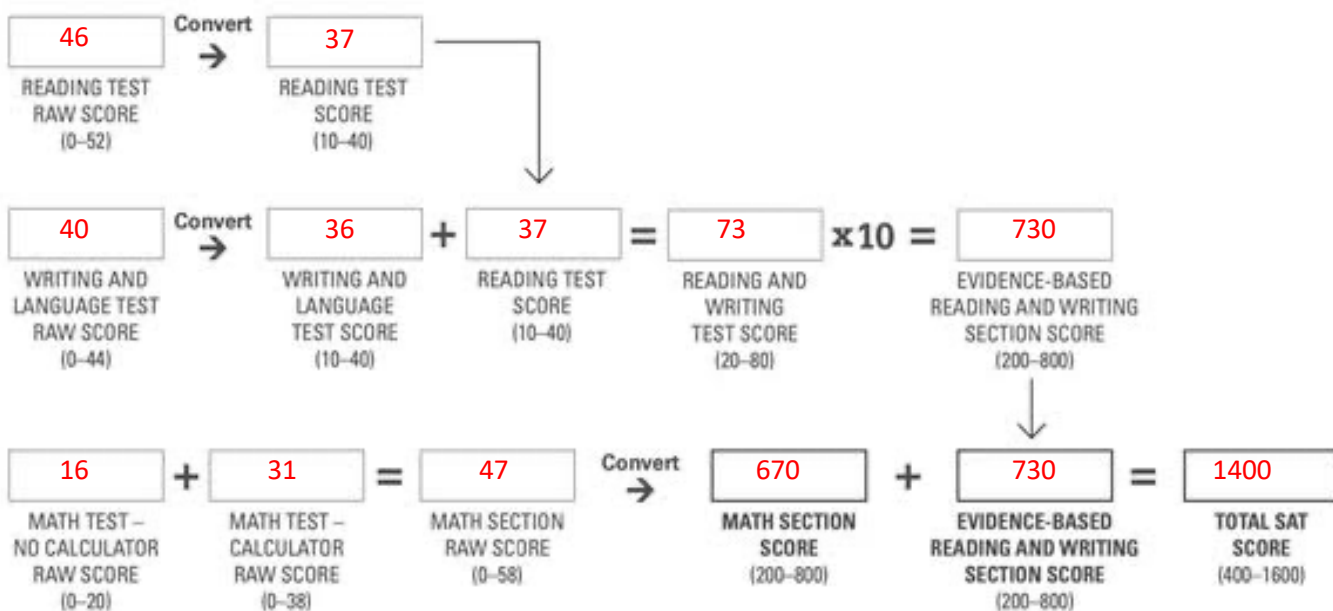 46 Convert → 37
READING TEST
RAW SCORE
(0–52)
READING TEST
SCORE
(10–40)
40 Convert → 36 + 37 = 73 x10 = 730
WRITING AND
LANGUAGE TEST
RAW SCORE
(0–44)
WRITING AND
LANGUAGE
TEST SCORE
(10–40)
READING TEST
SCORE
(10–40)
READING AND
WRITING
TEST SCORE
(20–80)
EVIDENCE-BASED
READING AND WRITING
SECTION SCORE
(200–800)
16 + 31 = 47 Convert → 670 + 730 = 1400
MATH TEST –
NO CALCULATOR
RAW SCORE
(0–20)
MATH TEST –
CALCULATOR
RAW SCORE
(0–38)
MATH SECTION
RAW SCORE
(0–58)
MATH SECTION
SCORE
(200–800)
EVIDENCE-BASED
READING AND WRITING
SECTION SCORE
(200–800)
TOTAL SAT
SCORE
(400–1600)